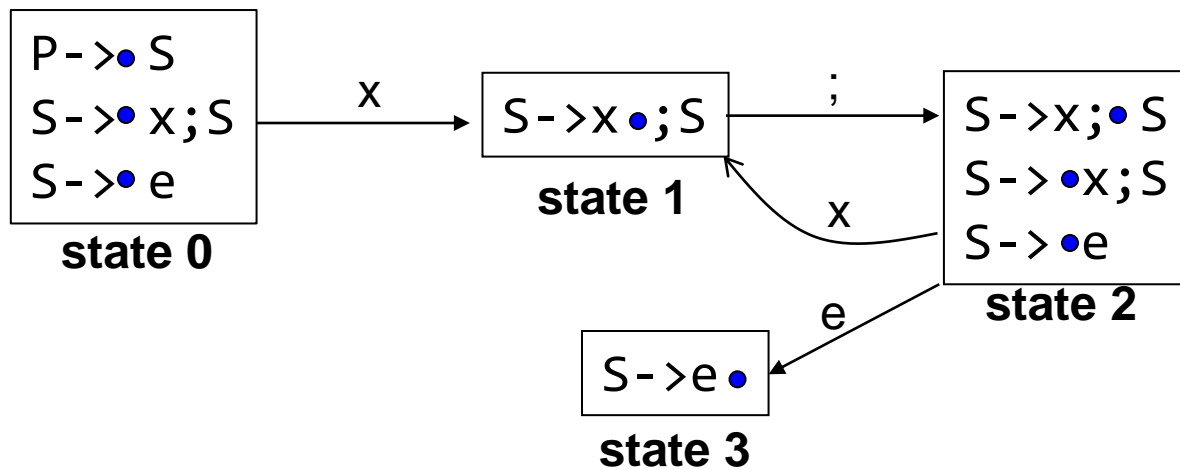 P->• S
S->• x;S
S->• e
state 0
x
S->x •;S
state 1
;
x
S->x;• S
S-> •x;S
S-> •e
state 2
e
S->e •
state 3